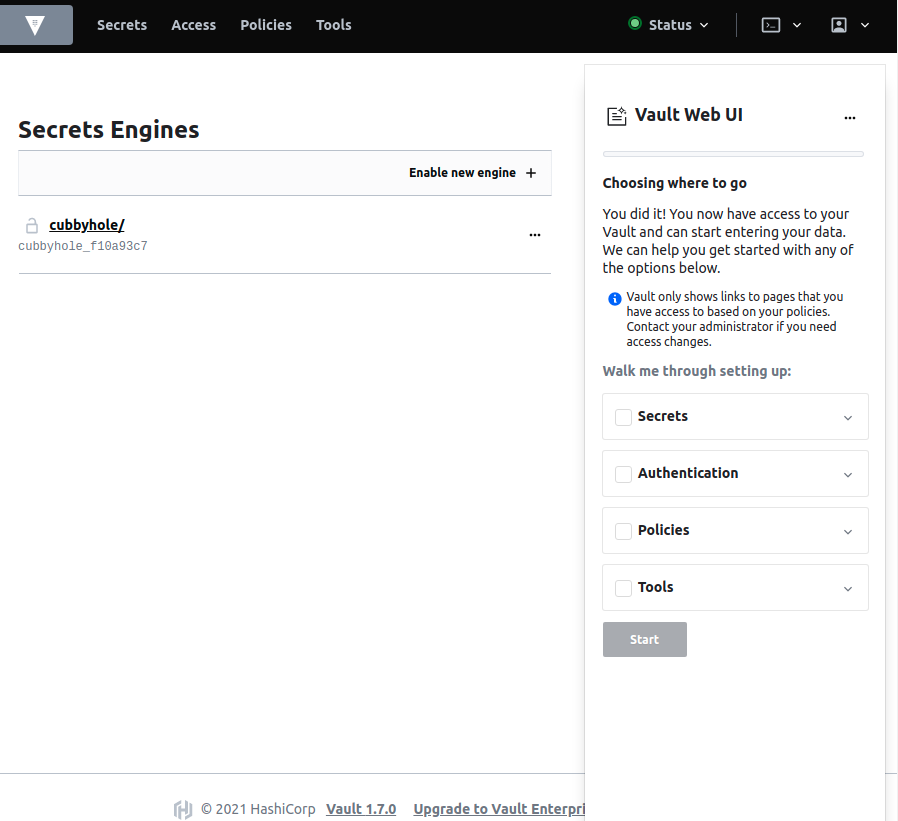 Secrets Access Policies Tools Status
Secrets Engines
Enable new engine
cubbyhole/
cubbyhole_f10a93c7
Vault Web UI
Choosing where to go
You did it! You now have access to your
Vault and can start entering your data.
We can help you get started with any of
the options below.
Vault only shows links to pages that you
have access to based on your policies.
Contact your administrator if you need
access changes.
Walk me through setting up:
Secrets
Authentication
Policies
Tools
Start
© 2021 HashiCorp Vault 1.7.0 Upgrade to Vault Enterpri